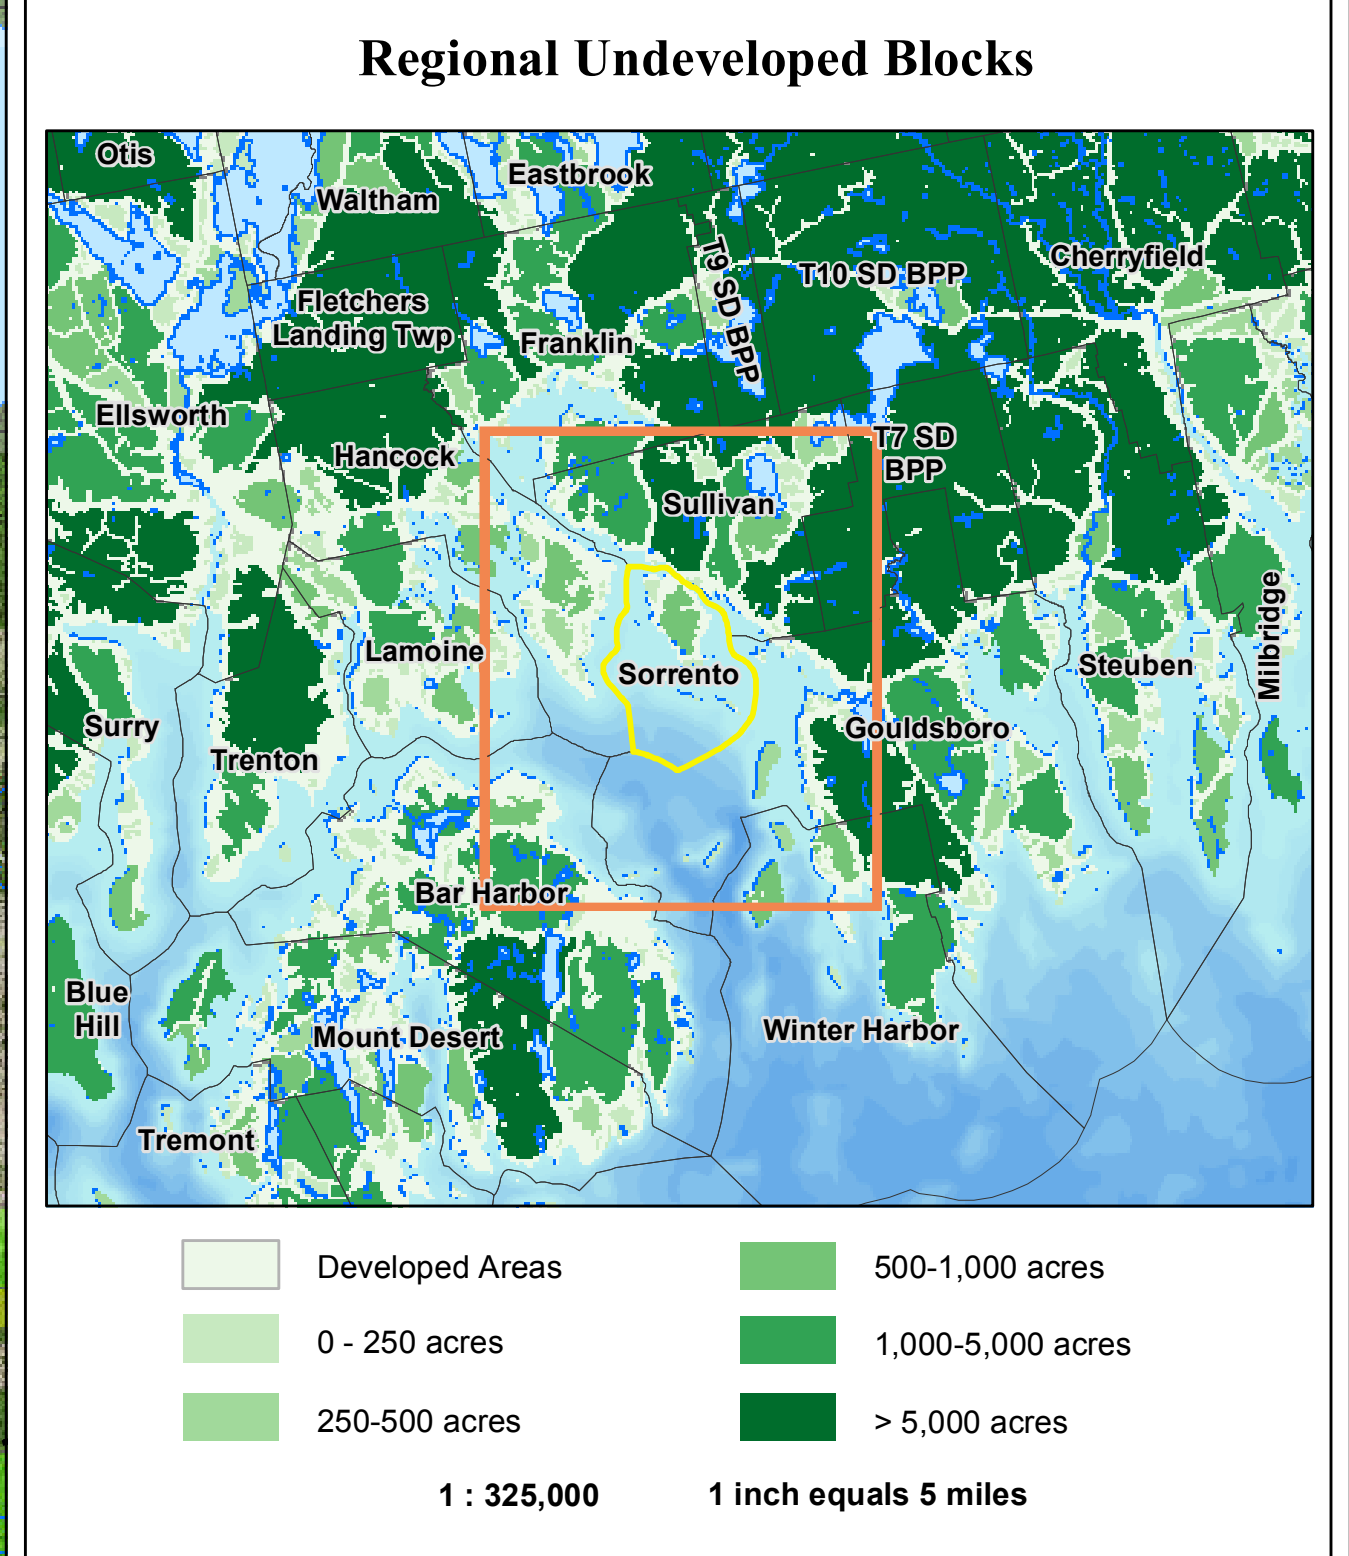 Regional Undeveloped Blocks
Otis
Waltham
Eastbrook
Fletchers
Landing Twp
Franklin
T9 SD BPP
T10 SD BPP
Cherryfield
Ellsworth
Hancock
Sullivan
T7 SD
BPP
Lamoine
Sorrento
Steuben
Milbridge
Surry
Trenton
Gouldsboro
Bar Harbor
Blue
Hill
Mount Desert
Winter Harbor
Tremont
Developed Areas
0 - 250 acres
250-500 acres
500-1,000 acres
1,000-5,000 acres
> 5,000 acres
1 : 325,000
1 inch equals 5 miles